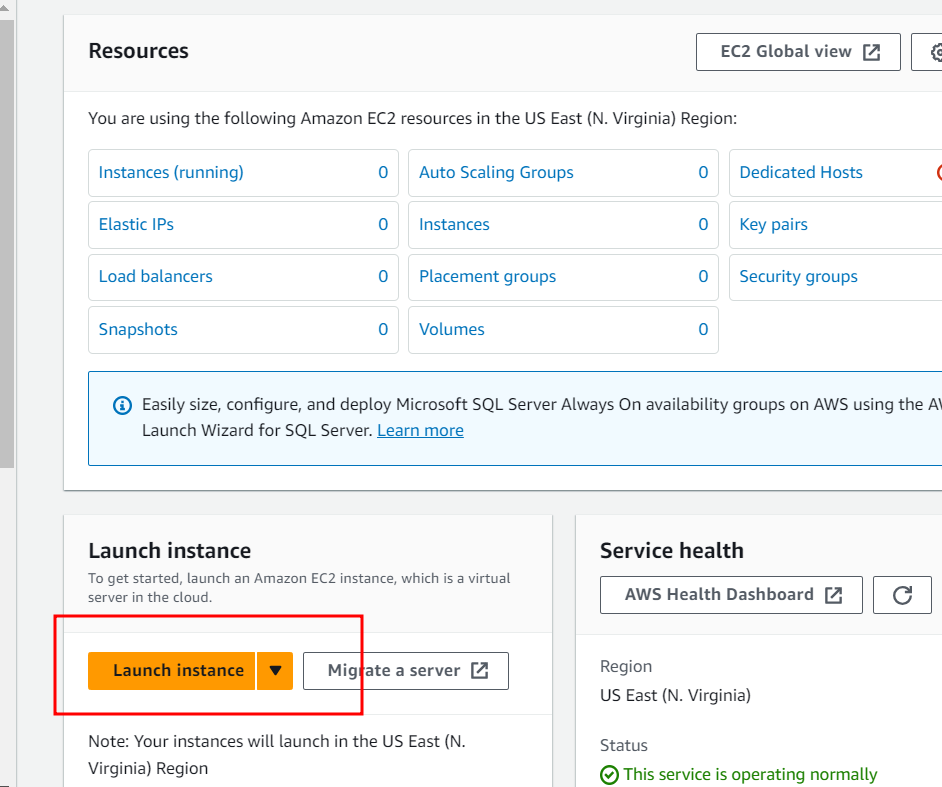 Resources
EC2 Global view
You are using the following Amazon EC2 resources in the US East (N. Virginia) Region:
Instances (running) 0
Auto Scaling Groups 0
Dedicated Hosts
Elastic IPs 0
Instances 0
Key pairs
Load balancers 0
Placement groups 0
Security groups
Snapshots 0
Volumes 0
Easily size, configure, and deploy Microsoft SQL Server Always On availability groups on AWS using the
Launch Wizard for SQL Server. Learn more
Launch instance
To get started, launch an Amazon EC2 instance, which is a virtual
server in the cloud.
Launch instance
Migrate a server
Note: Your instances will launch in the US East (N.
Virginia) Region
Service health
AWS Health Dashboard
Region
US East (N. Virginia)
Status
This service is operating normally